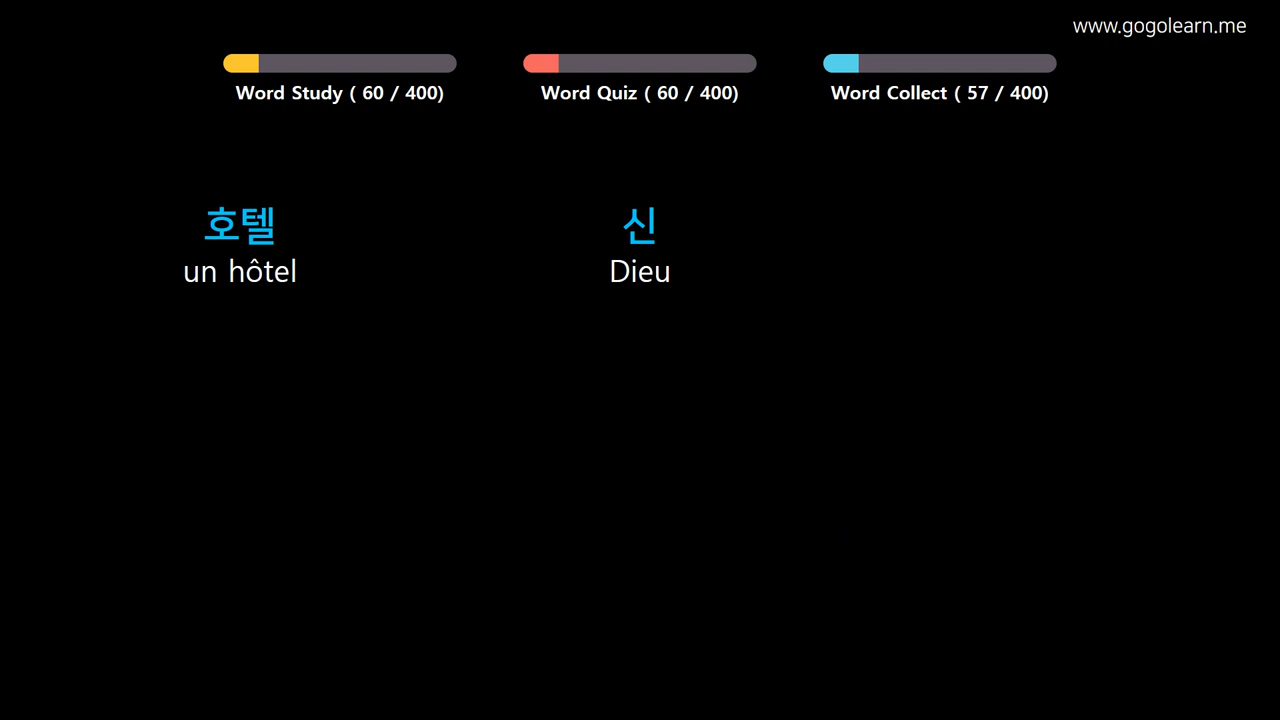 www.gogolearn.me
Word Study ( 60 / 400)
Word Quiz ( 60 / 400)
Word Collect ( 57 / 400)
호텔
un hôtel
신
Dieu